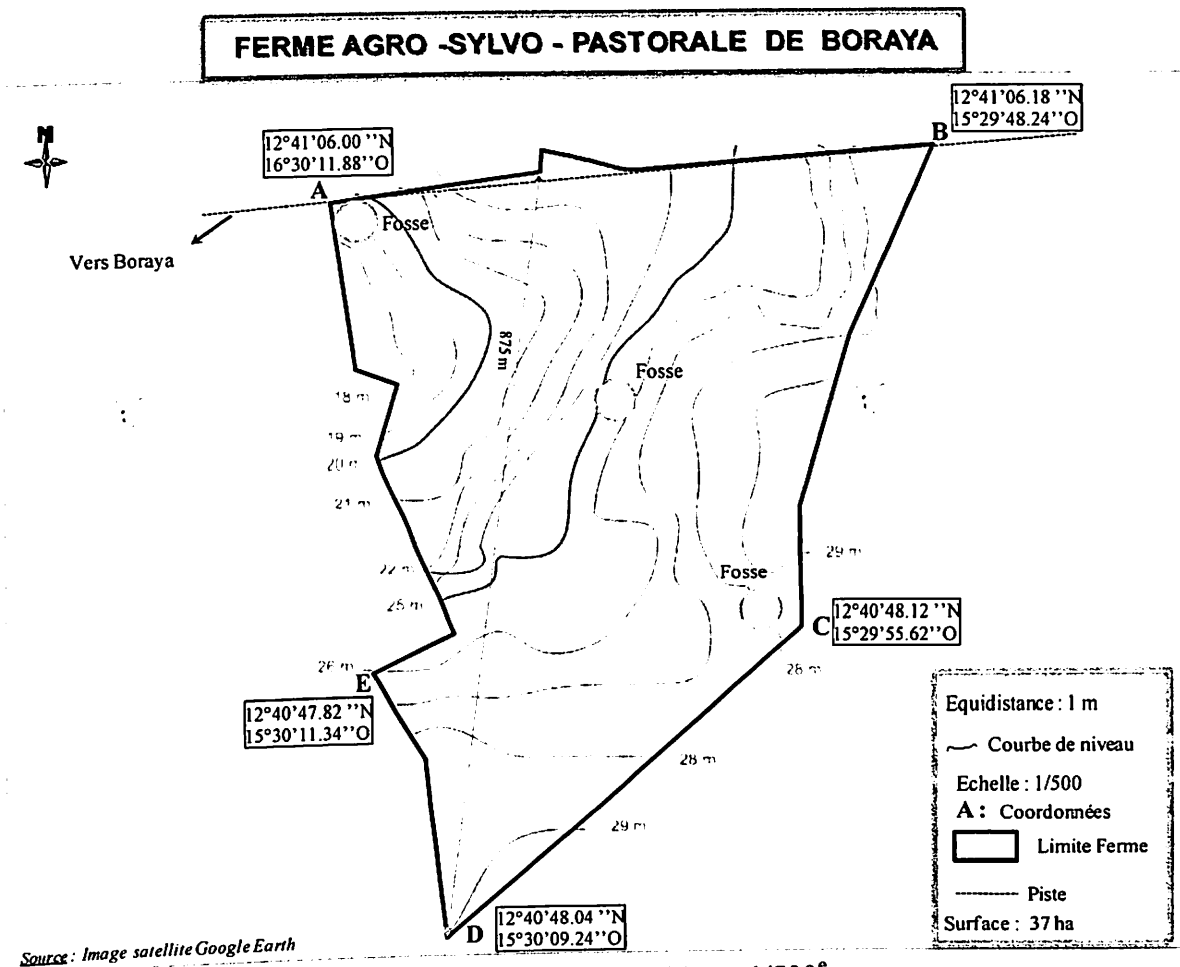 FERME AGRO -SYLVO - PASTORALE DE BORAYA
12°41'06.18 ''N
15°29'48.24''O
B
N
12°41'06.00 ''N
16°30'11.88''O
A
Fosse
Vers Boraya
875m
Fosse
18 m
19 m
20 m
21 m
22 m
25 m
Fosse
29 m
C
12°40'48.12 ''N
15°29'55.62''O
26 m
28 m
E
12°40'47.82 ''N
15°30'11.34''O
28 m
29 m
D
12°40'48.04 ''N
15°30'09.24''O
Equidistance : 1 m
Courbe de niveau
Echelle : 1/500
A : Coordonnées
Limite Ferme
Piste
Surface : 37 ha
Source : Image satellite Google Earth